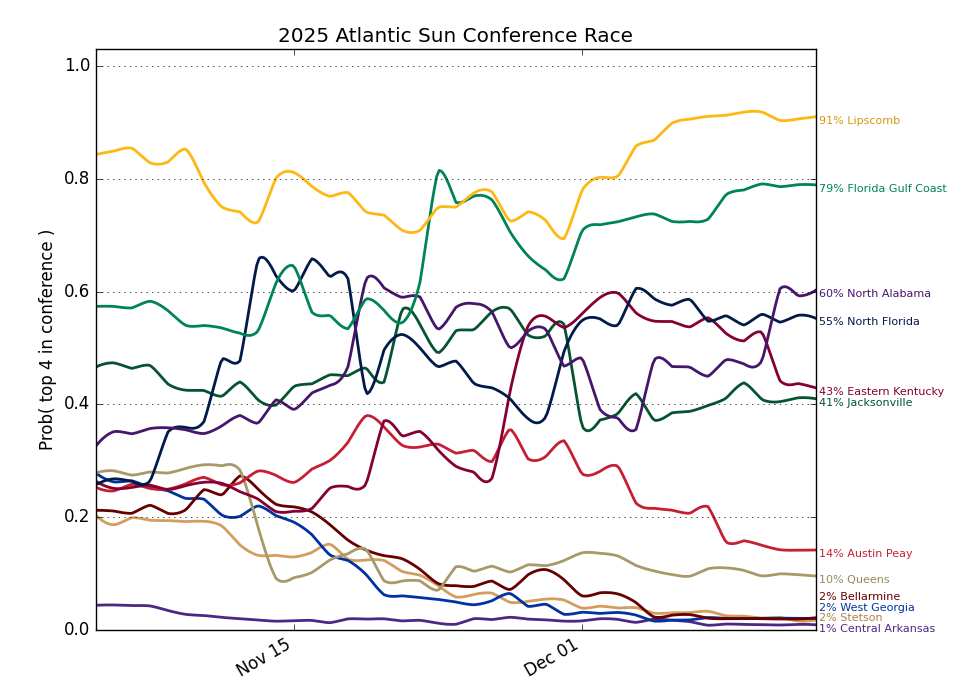 2025 Atlantic Sun Conference Race
Prob( top 4 in conference )
1.0
0.8
0.6
0.4
0.2
0.0
Nov 15
Dec 01
91% Lipscomb
79% Florida Gulf Coast
60% North Alabama
55% North Florida
43% Eastern Kentucky
41% Jacksonville
14% Austin Peay
10% Queens
2% Bellarmine
2% West Georgia
2% Stetson
1% Central Arkansas